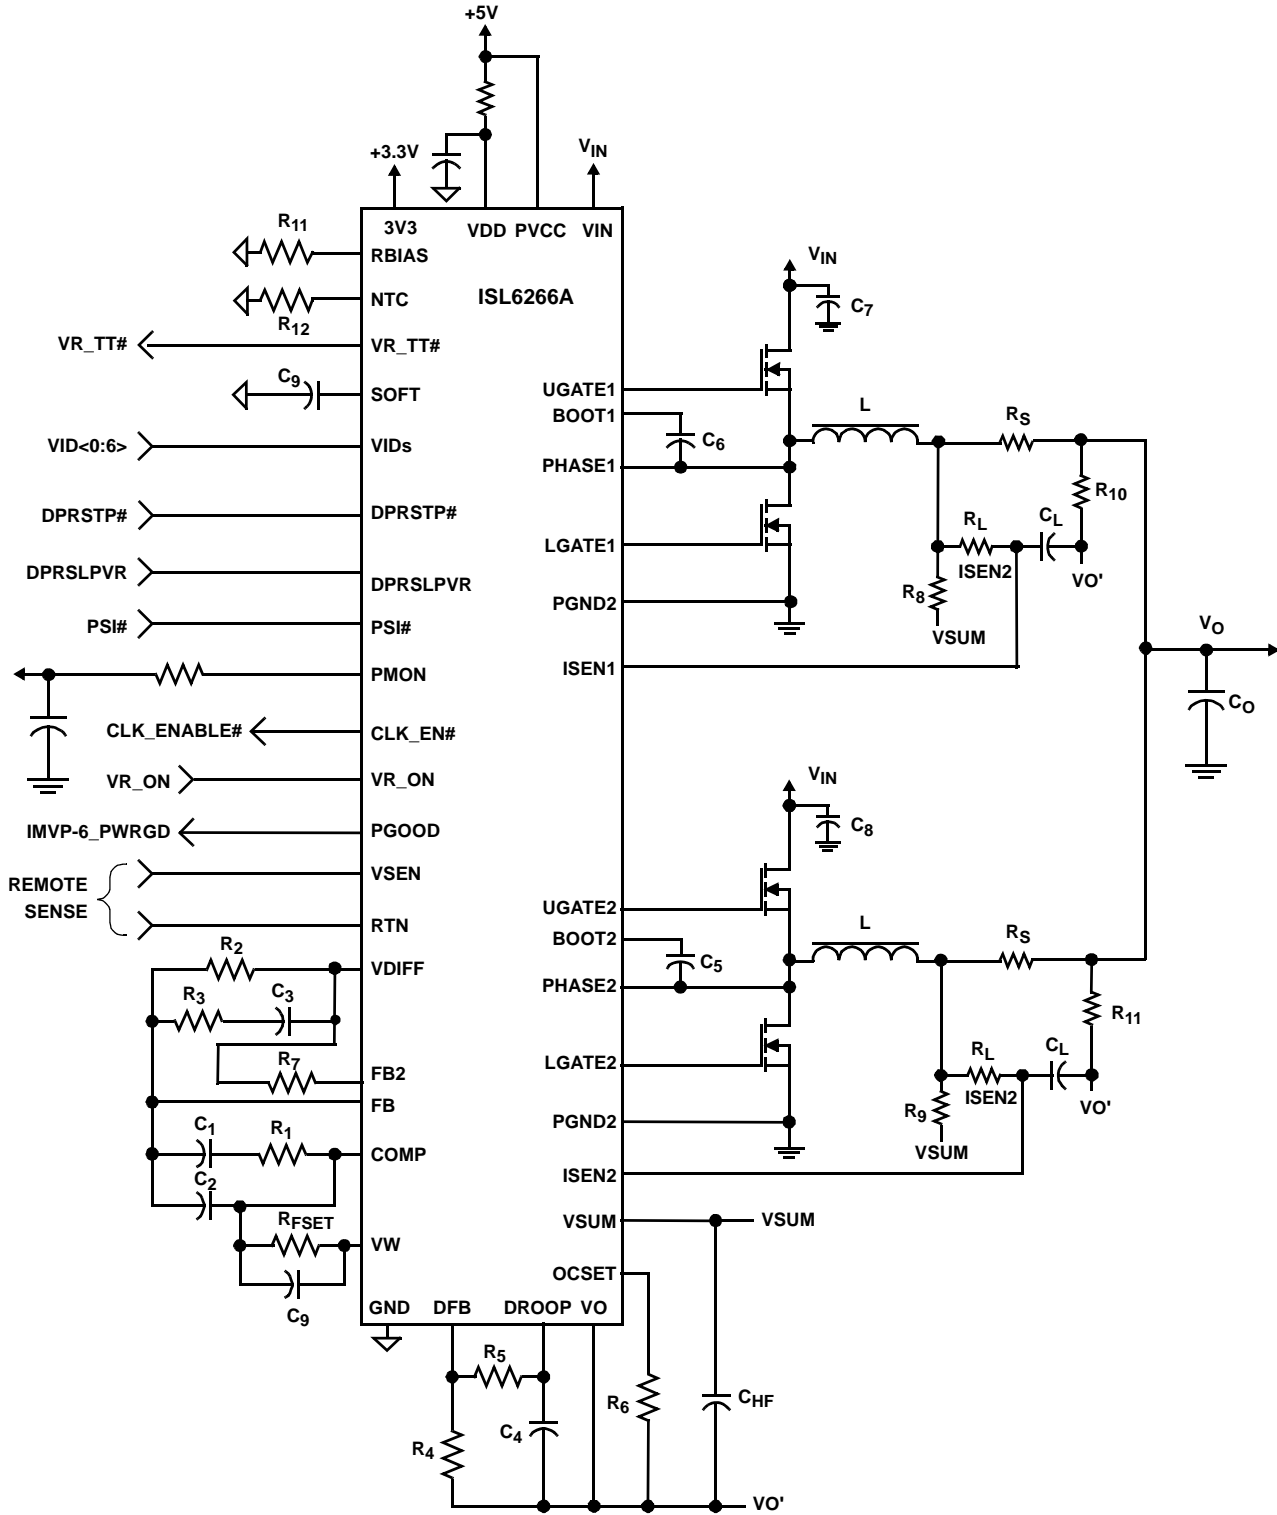 +5V
+3.3V
VIN
3V3 VDD PVCC VIN
ISL6266A
R11
RBIAS
NTC
R12
VR_TT# VR_TT#
C9
SOFT
VID<0:6> VIDs
DPRSTP# DPRSTP#
DPRSLPVR DPRSLPVR
PSI# PSI#
PMON
CLK_ENABLE# CLK_EN#
VR_ON VR_ON
IMVP-6_PWRGD PGOOD
REMOTE
SENSE
VSEN
RTN
R2
VDIFF
R3
C3
R7
FB2
FB
C1
R1
COMP
C2
RFSET
VW
C9
GND DFB DROOP VO
UGATE1
BOOT1
PHASE1
LGATE1
PGND2
ISEN1
UGATE2
BOOT2
PHASE2
LGATE2
PGND2
ISEN2
VSUM
OCSET
VIN
C7
C6
L
RS
R10
RL
CL
ISEN2
VO'
R8
VSUM
VO
CO
VIN
C8
C5
L
RS
R11
RL
CL
ISEN2
VO'
R9
VSUM
VSUM
R5
R4
C4
R6
CHF
VO'